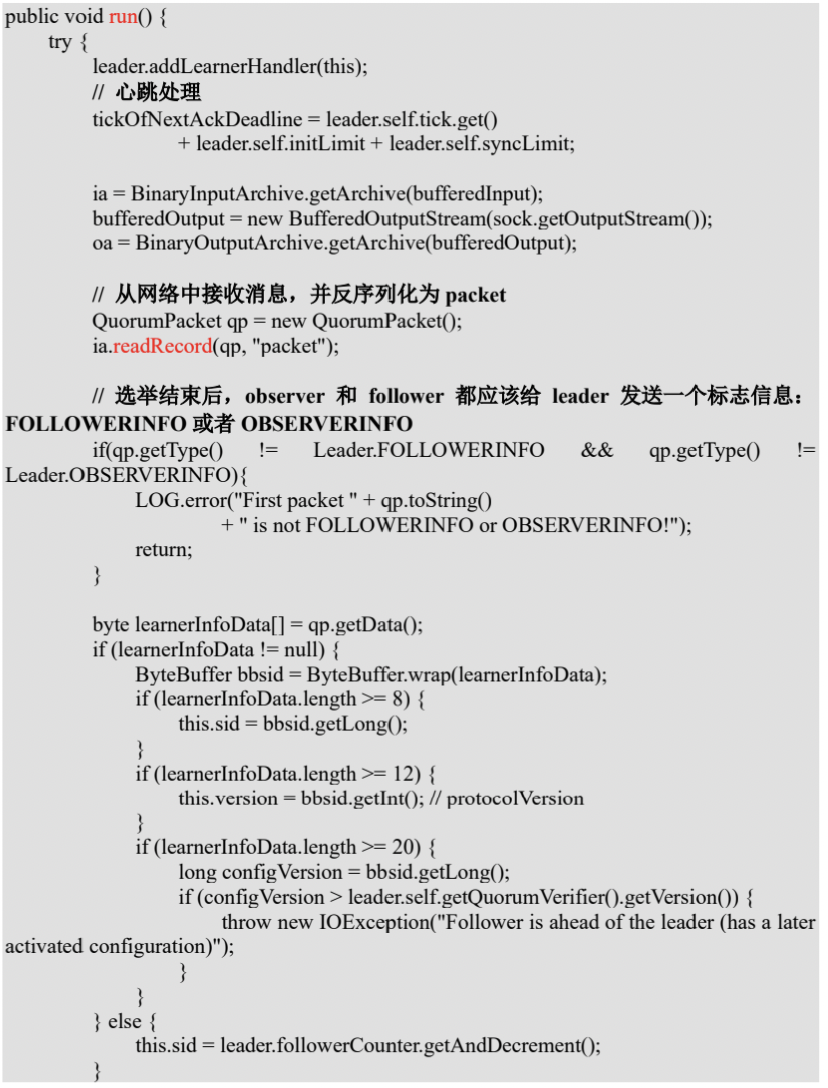 public void run() {
    try {
        leader.addLearnerHandler(this);
        // 心跳处理
        tickOfNextAckDeadline = leader.self.tick.get()
                + leader.self.initLimit + leader.self.syncLimit;

        ia = BinaryInputArchive.getArchive(bufferedInput);
        bufferedOutput = new BufferedOutputStream(sock.getOutputStream());
        oa = BinaryOutputArchive.getArchive(bufferedOutput);

        // 从网络中接收消息，并反序列化为 packet
        QuorumPacket qp = new QuorumPacket();
        ia.readRecord(qp, "packet");

        // 选举结束后，observer 和 follower 都应该给 leader 发送一个标志信息：
FOLLOWERINFO 或者 OBSERVERINFO
        if(qp.getType() != Leader.FOLLOWERINFO && qp.getType() !=
Leader.OBSERVERINFO){
            LOG.error("First packet " + qp.toString()
                    + " is not FOLLOWERINFO or OBSERVERINFO!");
            return;
        }

        byte learnerInfoData[] = qp.getData();
        if (learnerInfoData != null) {
            ByteBuffer bbsid = ByteBuffer.wrap(learnerInfoData);
            if (learnerInfoData.length >= 8) {
                this.sid = bbsid.getLong();
            }
            if (learnerInfoData.length >= 12) {
                this.version = bbsid.getInt(); // protocolVersion
            }
            if (learnerInfoData.length >= 20) {
                long configVersion = bbsid.getLong();
                if (configVersion > leader.self.getQuorumVerifier().getVersion()) {
                    throw new IOException("Follower is ahead of the leader (has a later
activated configuration)");
                }
            }
        } else {
            this.sid = leader.followerCounter.getAndDecrement();
        }